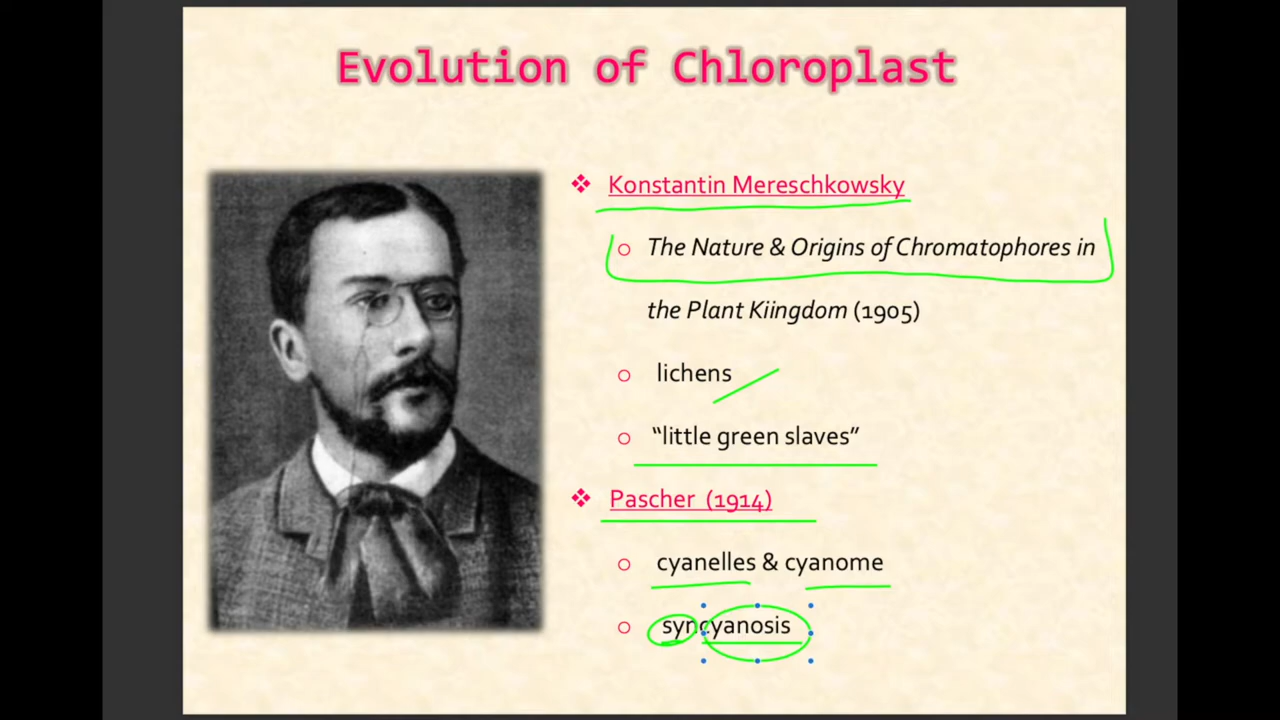 Evolution of Chloroplast
Konstantin Mereschkowsky
The Nature & Origins of Chromatophores in
the Plant Kiingdom (1905)
lichens
“little green slaves”
Pascher (1914)
cyanelles & cyanome
syncyanosis